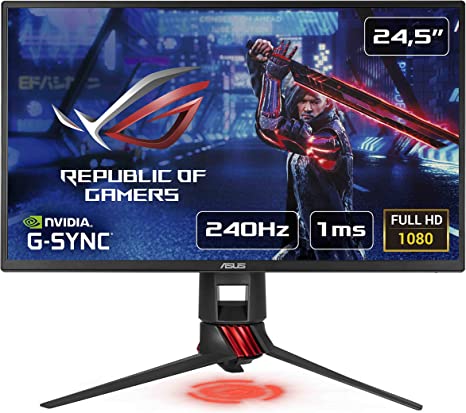 24,5"
REPUBLIC OF
GAMERS
NVIDIA.
G-SYNC
240Hz
1ms
FULL HD
1080
ASUS